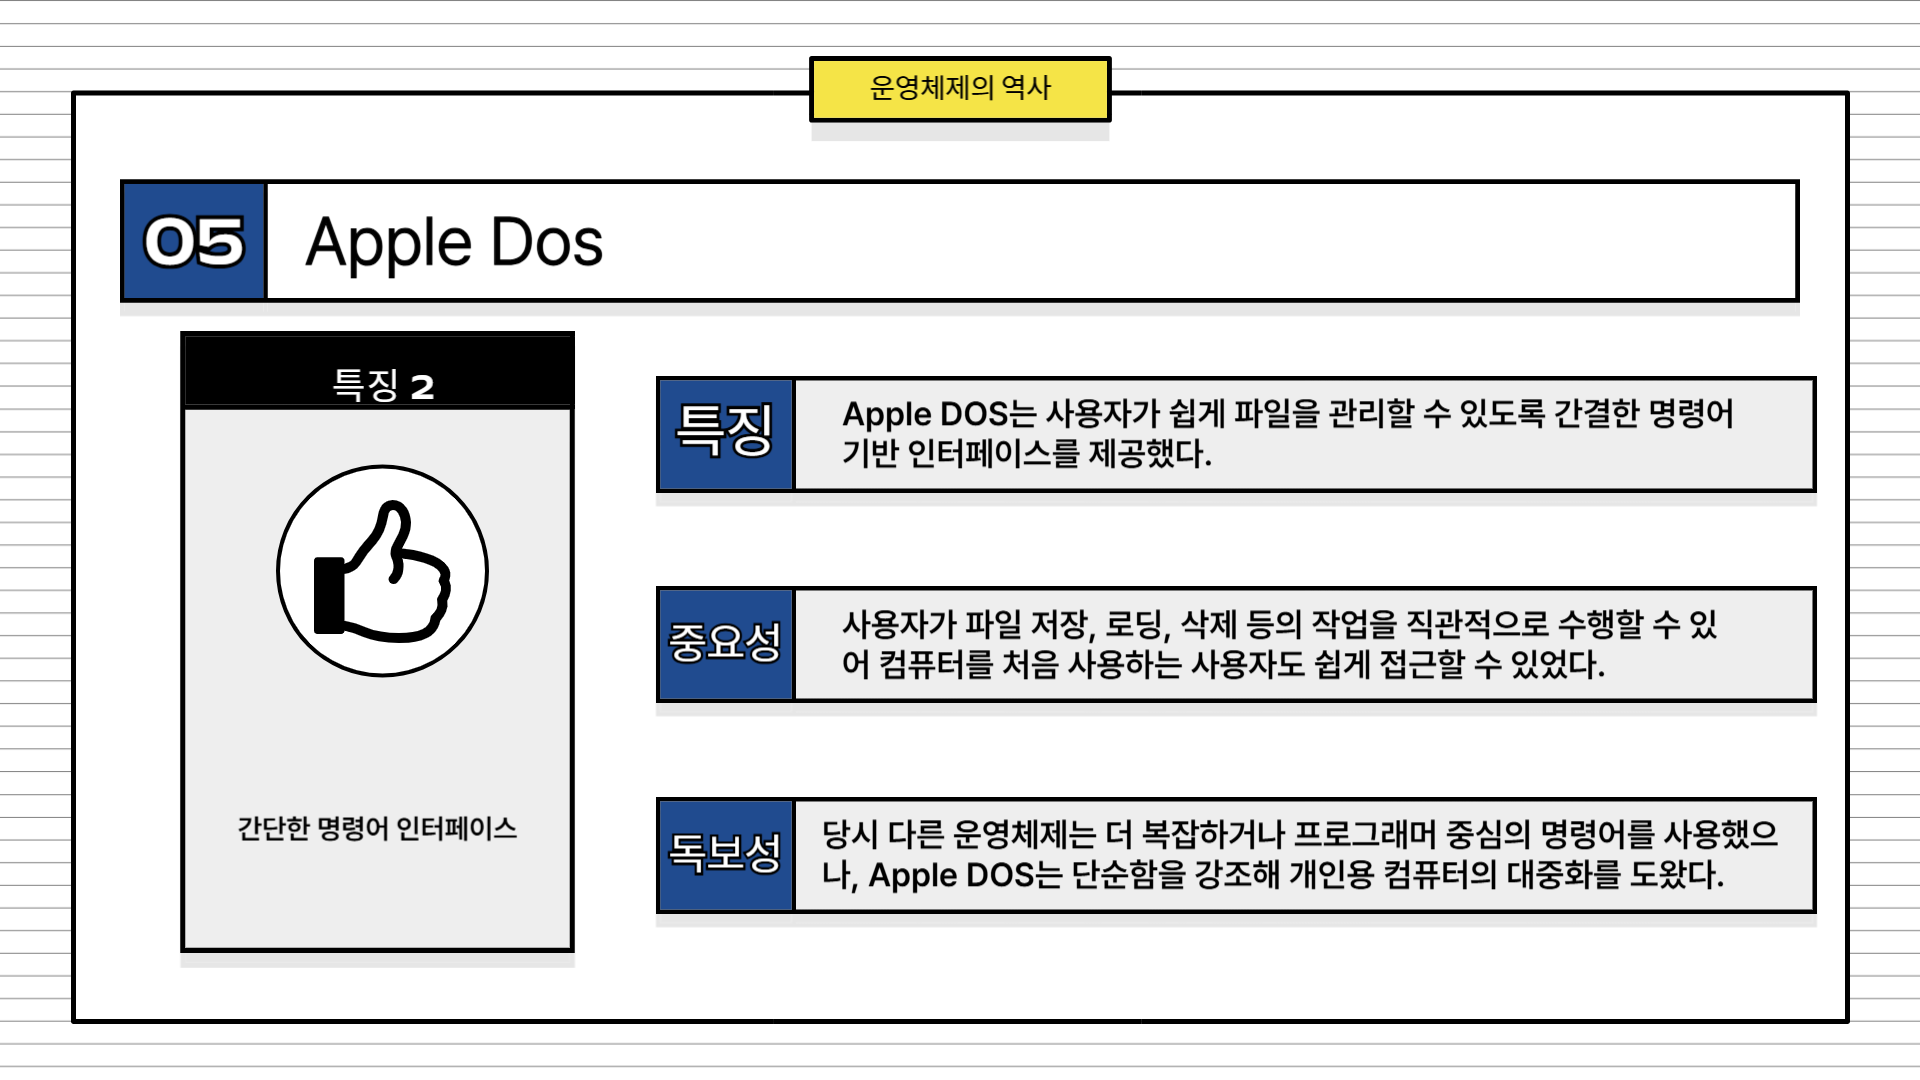 운영체제의 역사
05
Apple Dos
특징 2
간단한 명령어 인터페이스
특징
Apple DOS는 사용자가 쉽게 파일을 관리할 수 있도록 간결한 명령어
기반 인터페이스를 제공했다.
중요성
사용자가 파일 저장, 로딩, 삭제 등의 작업을 직관적으로 수행할 수 있
어 컴퓨터를 처음 사용하는 사용자도 쉽게 접근할 수 있었다.
독보성
당시 다른 운영체제는 더 복잡하거나 프로그래머 중심의 명령어를 사용했으
나, Apple DOS는 단순함을 강조해 개인용 컴퓨터의 대중화를 도왔다.